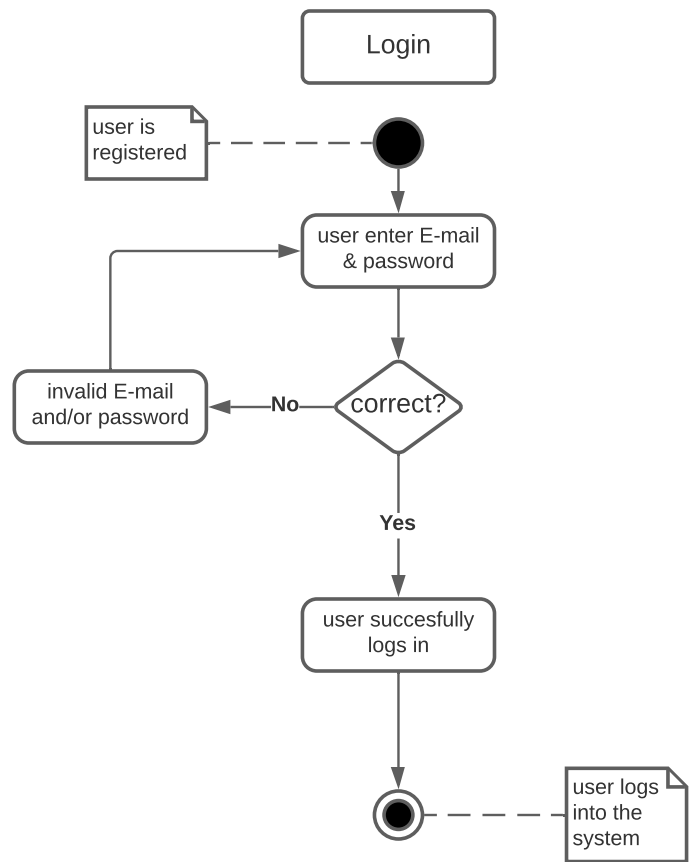 Login
user is
registered
user enter E-mail
& password
invalid E-mail
and/or password
No
correct?
Yes
user succesfully
logs in
user logs
into the
system